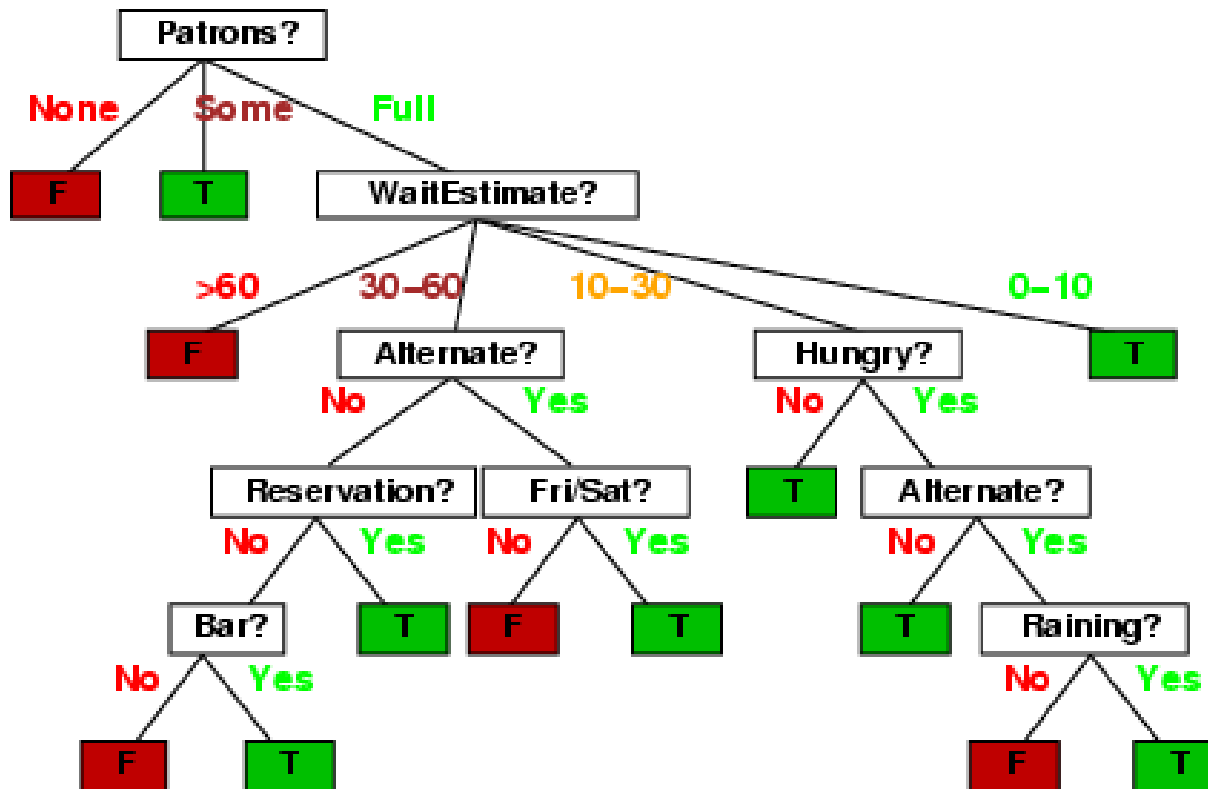 Patrons?
None Some Full
F T WaitEstimate?
>60 30–60 10–30 0–10
F Alternate? Hungry? T
No Yes No Yes
Reservation? Fri/Sat? T Alternate?
No Yes No Yes No Yes
Bar? T F T T Raining?
No Yes No Yes
F T F T